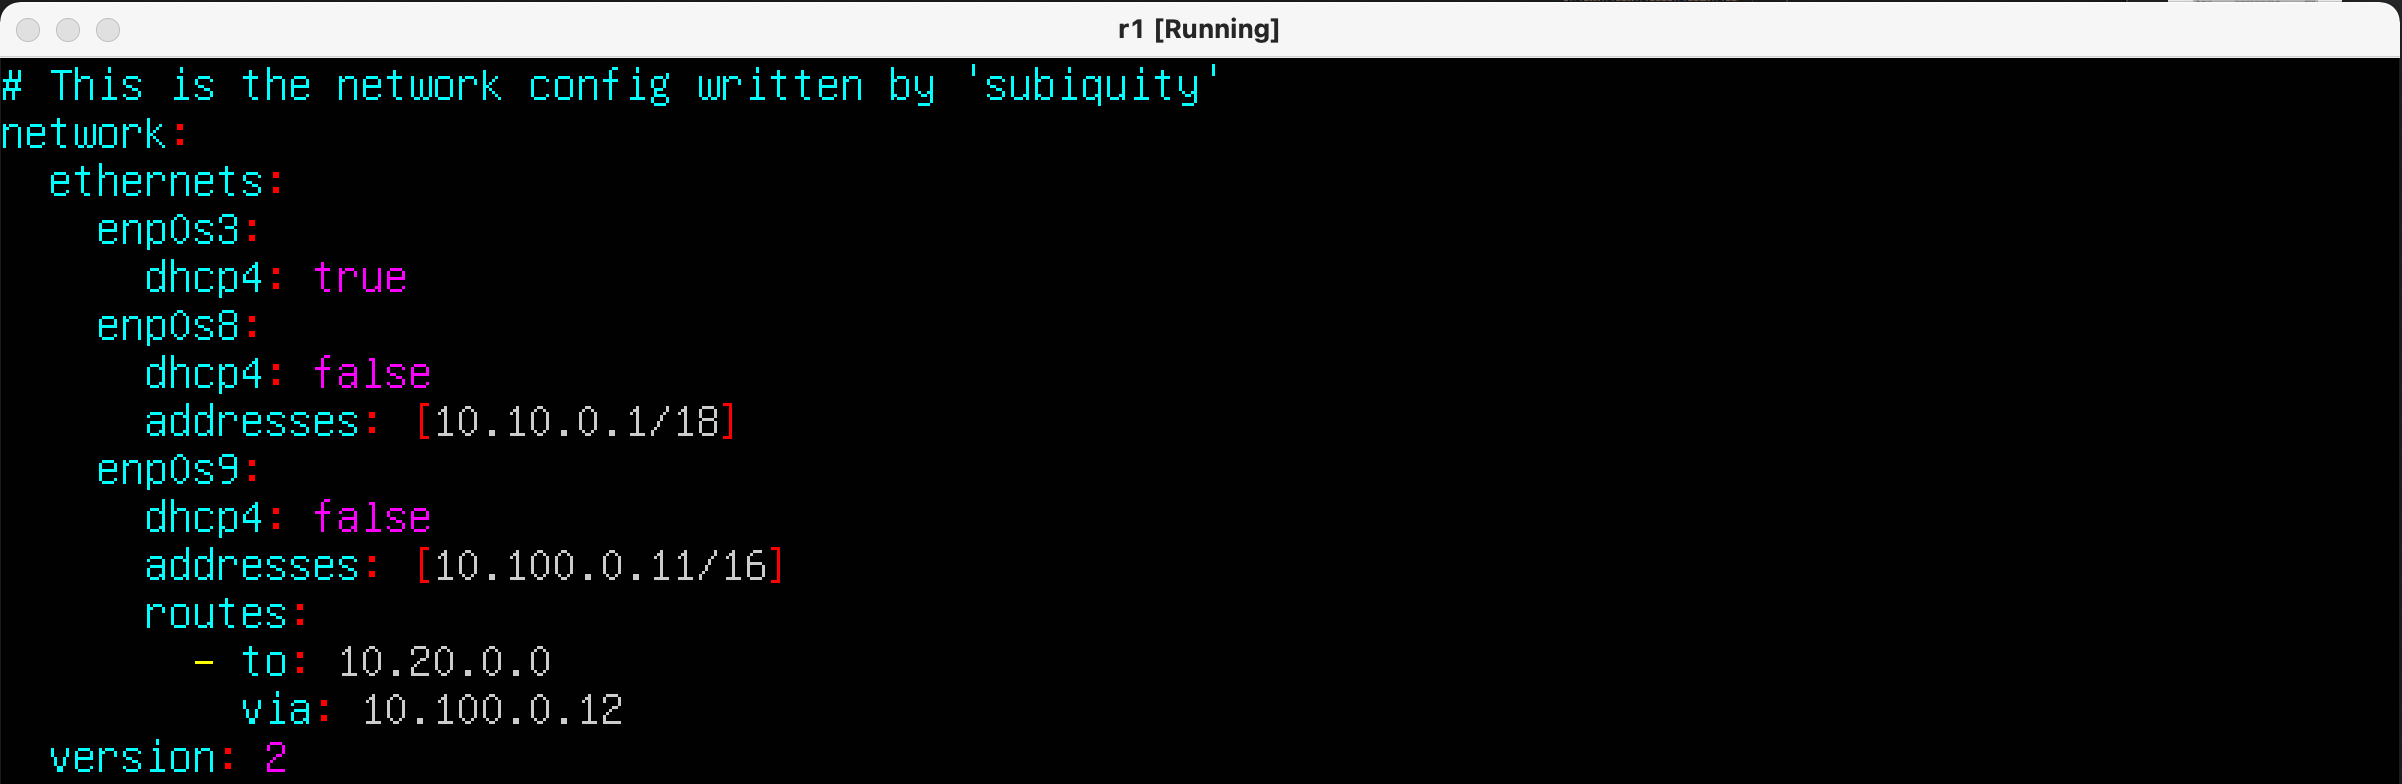 r1 [Running]
# This is the network config written by 'subiquity'
network:
  ethernets:
    enp0s3:
      dhcp4: true
    enp0s8:
      dhcp4: false
      addresses: [10.10.0.1/18]
    enp0s9:
      dhcp4: false
      addresses: [10.100.0.11/16]
      routes:
        - to: 10.20.0.0
          via: 10.100.0.12
  version: 2